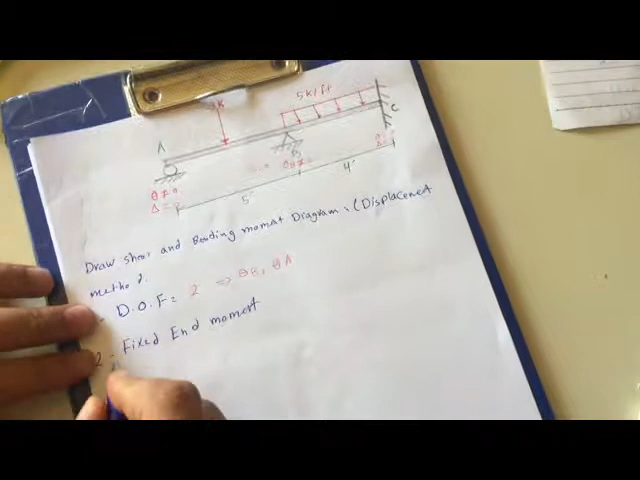 5K/ft
K
A
B
C
θ≠0
Δ=
5'
4'
Draw shear and Bending moment Diagram, (Displacement
method.
D.O.F = 2 ⇒ θB, θA
2- Fixed End moment